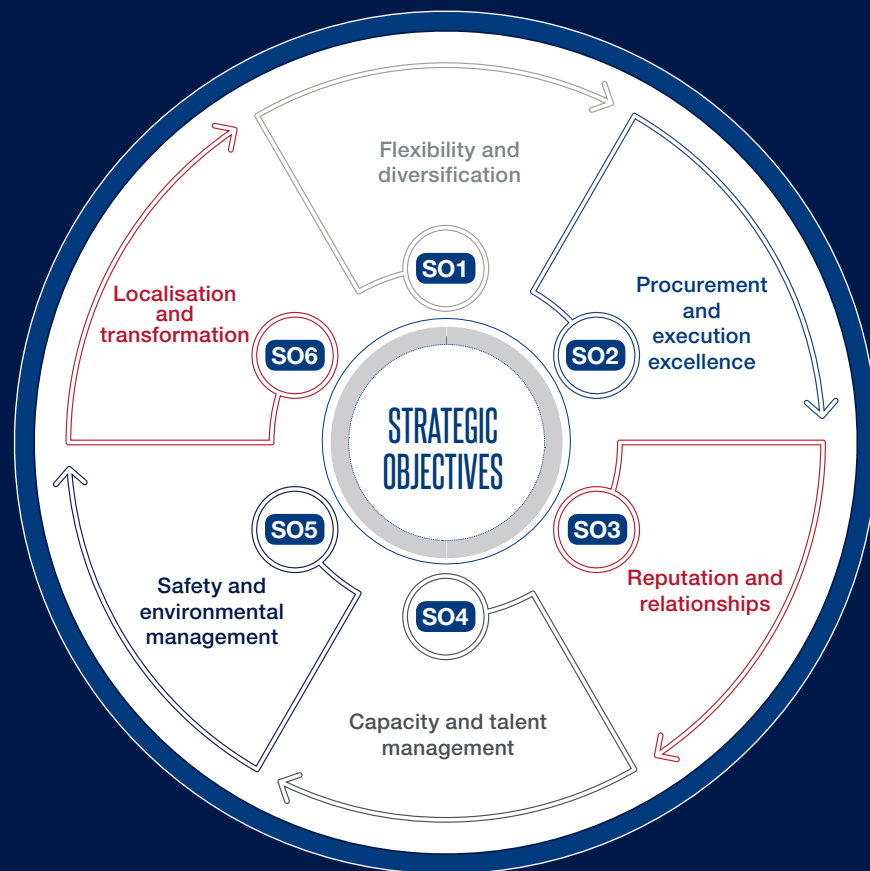 STRATEGIC
OBJECTIVES
SO1
Flexibility and
diversification
SO2
Procurement
and
execution
excellence
SO3
Reputation and
relationships
SO4
Capacity and talent
management
SO5
Safety and
environmental
management
SO6
Localisation
and
transformation